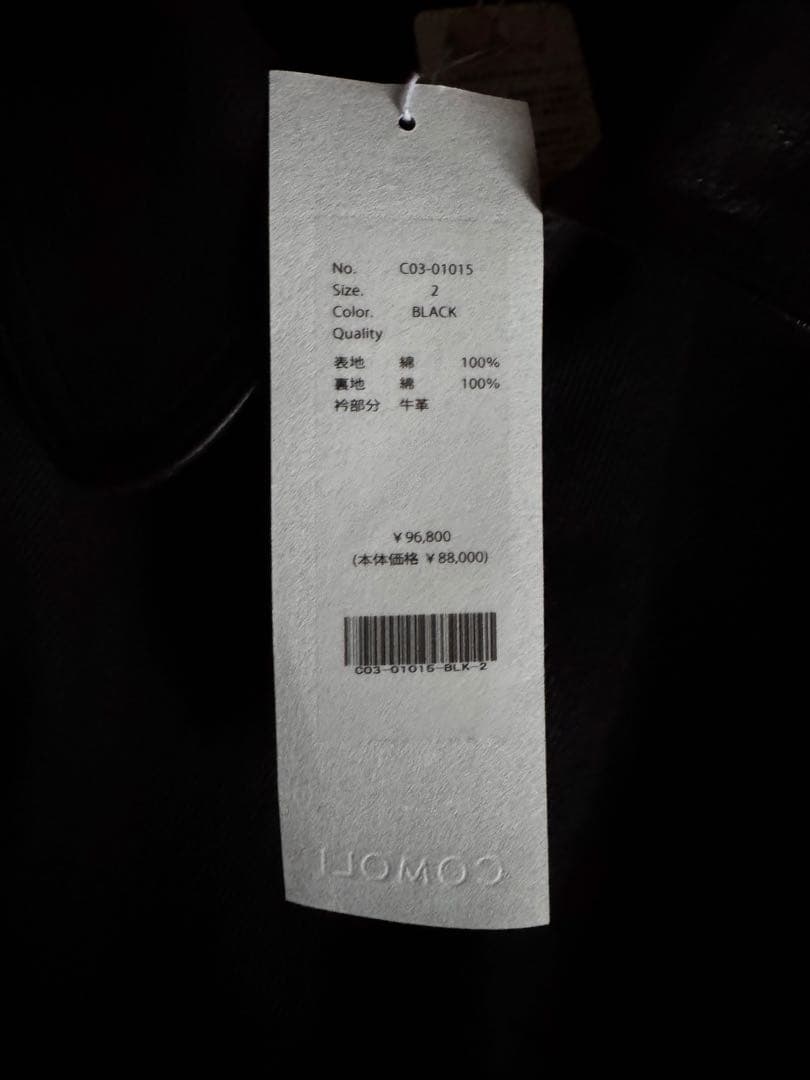 No. C03-01015
Size. 2
Color. BLACK
Quality
表地 綿 100%
裏地 綿 100%
衿部分 牛革
¥96,800
(本体価格 ¥88,000)
C03-01015-BLK-2
COMOLI